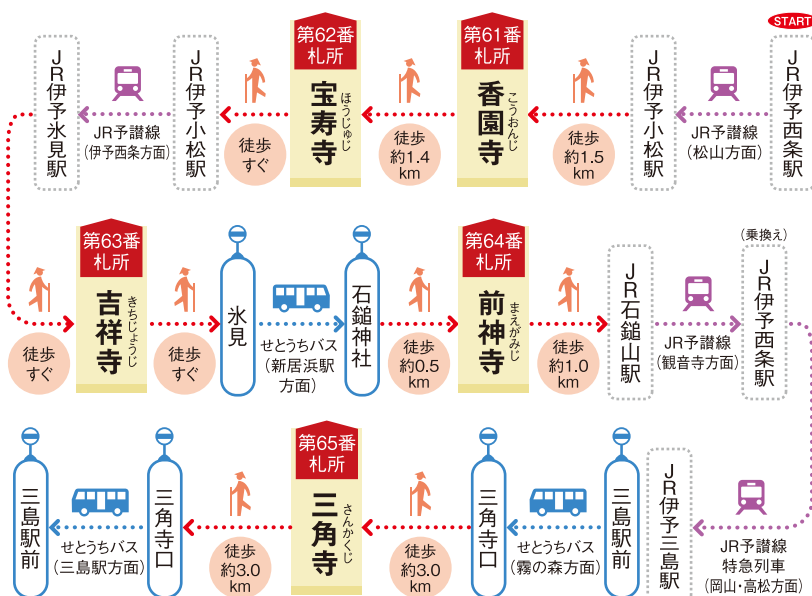 START
JR伊予西条駅
JR予讃線
(松山方面)
JR伊予小松駅
徒歩
約1.5
km
第61番
札所
香園寺
こうおんじ
徒歩
約1.4
km
第62番
札所
宝寿寺
ほうじゅじ
徒歩
すぐ
JR伊予小松駅
JR予讃線
(伊予西条方面)
JR伊予氷見駅
徒歩
すぐ
第63番
札所
吉祥寺
きちじょうじ
徒歩
すぐ
氷見
せとうちバス
(新居浜駅
方面)
石鎚神社
徒歩
約0.5
km
第64番
札所
前神寺
まえがみじ
徒歩
約1.0
km
JR石鎚山駅
JR予讃線
(観音寺方面)
(乗換え)
JR伊予西条駅
JR予讃線
特急列車
(岡山・高松方面)
JR伊予三島駅
三島駅前
せとうちバス
(霧の森方面)
三角寺口
徒歩
約3.0
km
第65番
札所
三角寺
さんかくじ
徒歩
約3.0
km
三角寺口
せとうちバス
(三島駅方面)
三島駅前